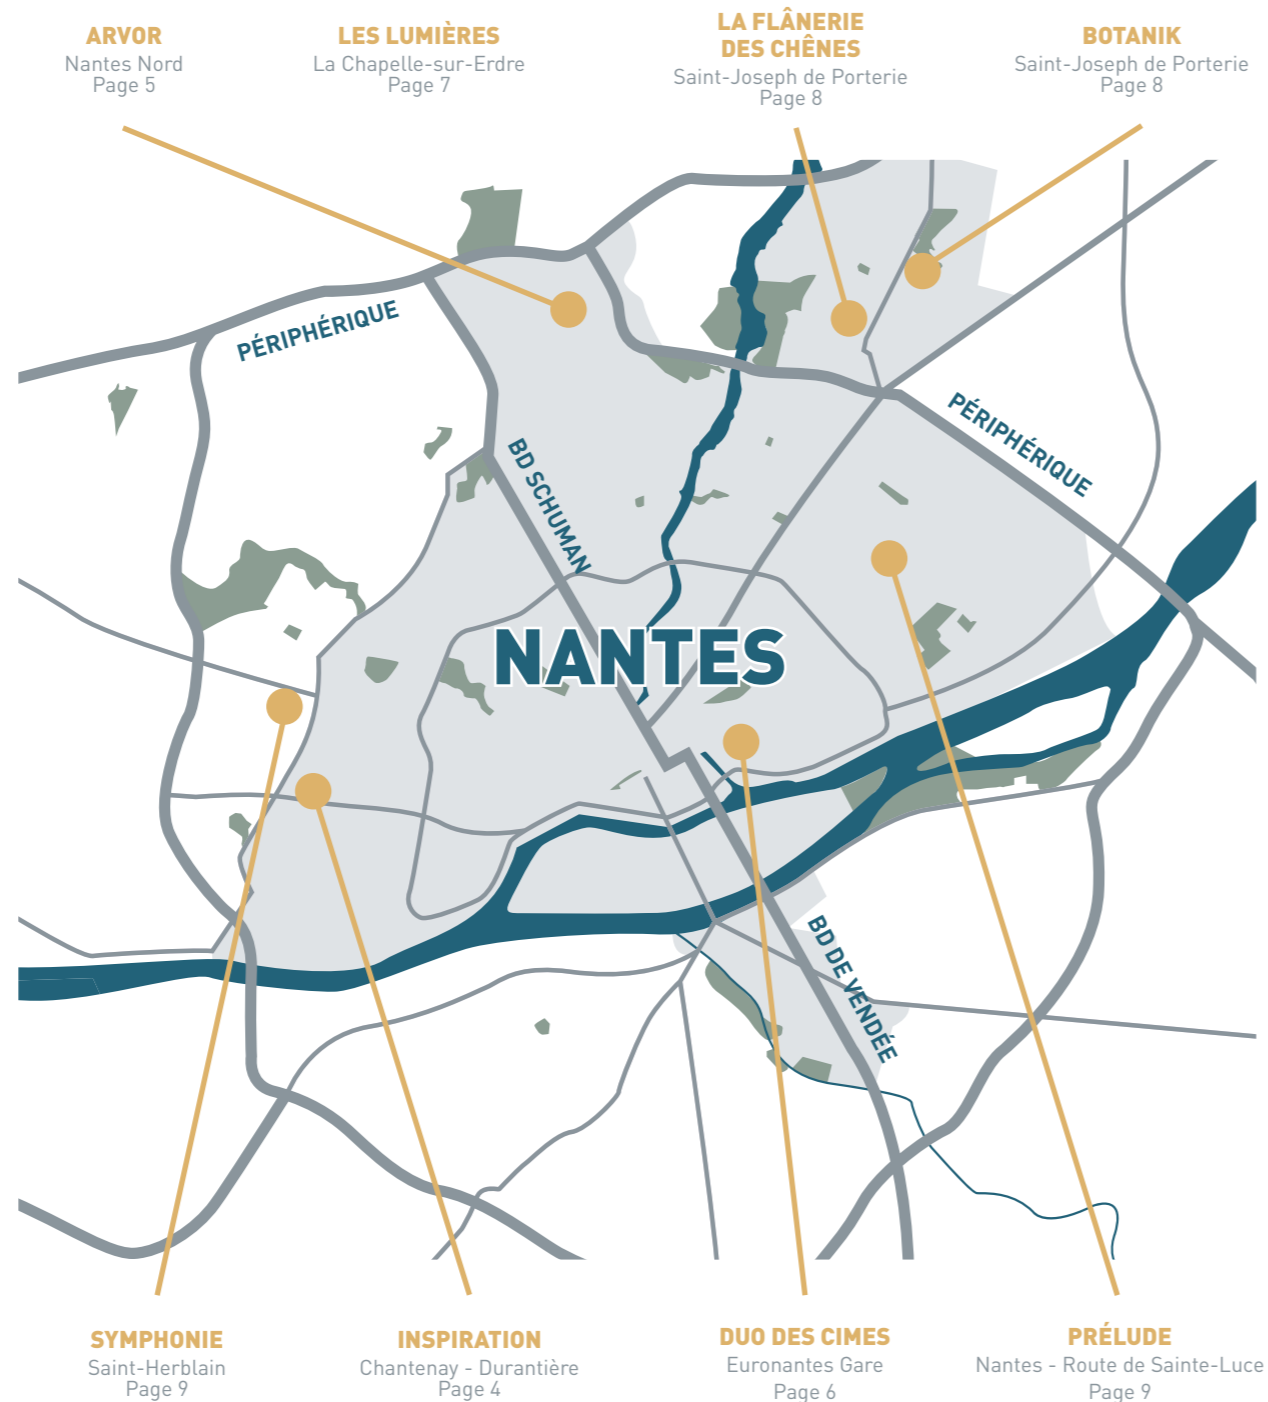 ARVOR
Nantes Nord
Page 5
LES LUMIÈRES
La Chapelle-sur-Erdre
Page 7
LA FLÂNERIE
DES CHÊNES
Saint-Joseph de Porterie
Page 8
BOTANIK
Saint-Joseph de Porterie
Page 8
PÉRIPHÉRIQUE
PÉRIPHÉRIQUE
BD SCHUMAN
NANTES
BD DE VENDÉE
SYMPHONIE
Saint-Herblain
Page 9
INSPIRATION
Chantenay - Durantière
Page 4
DUO DES CIMES
Euronantes Gare
Page 6
PRÉLUDE
Nantes - Route de Sainte-Luce
Page 9